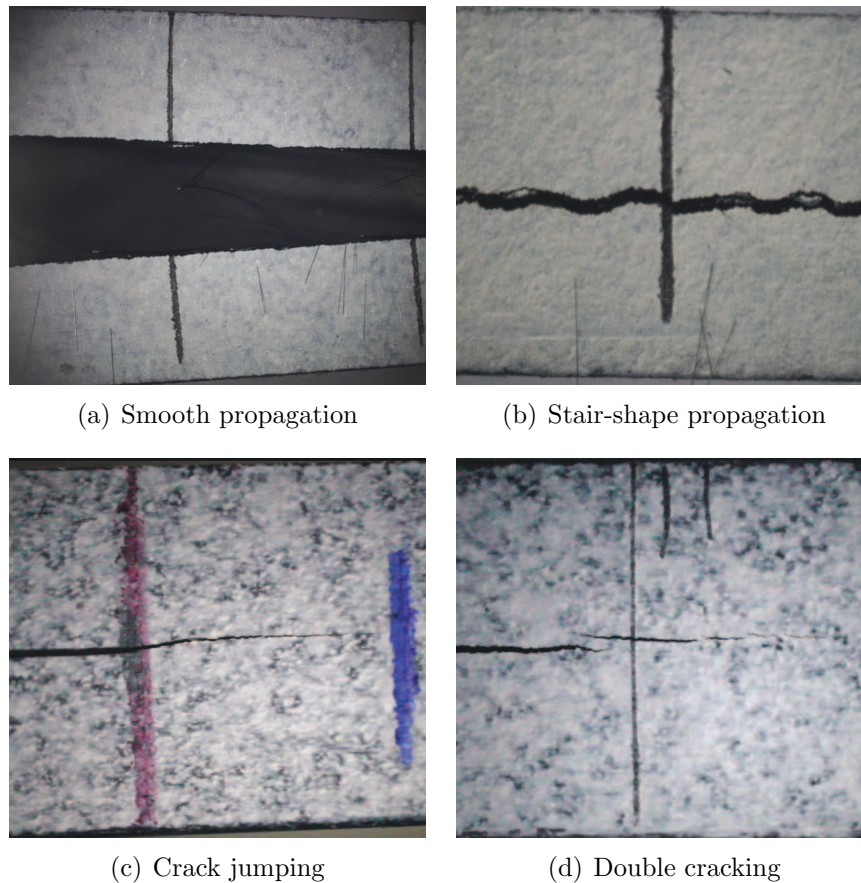 (a) Smooth propagation
(b) Stair-shape propagation
(c) Crack jumping
(d) Double cracking